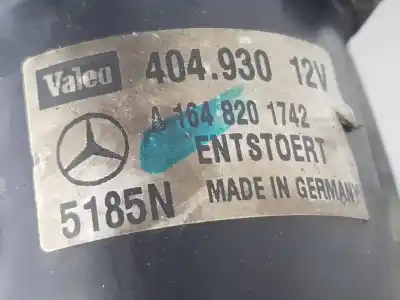 Valeo 404.930 12V
A 164 820 1742
ENTSTOERT
5185N MADE IN GERMANY